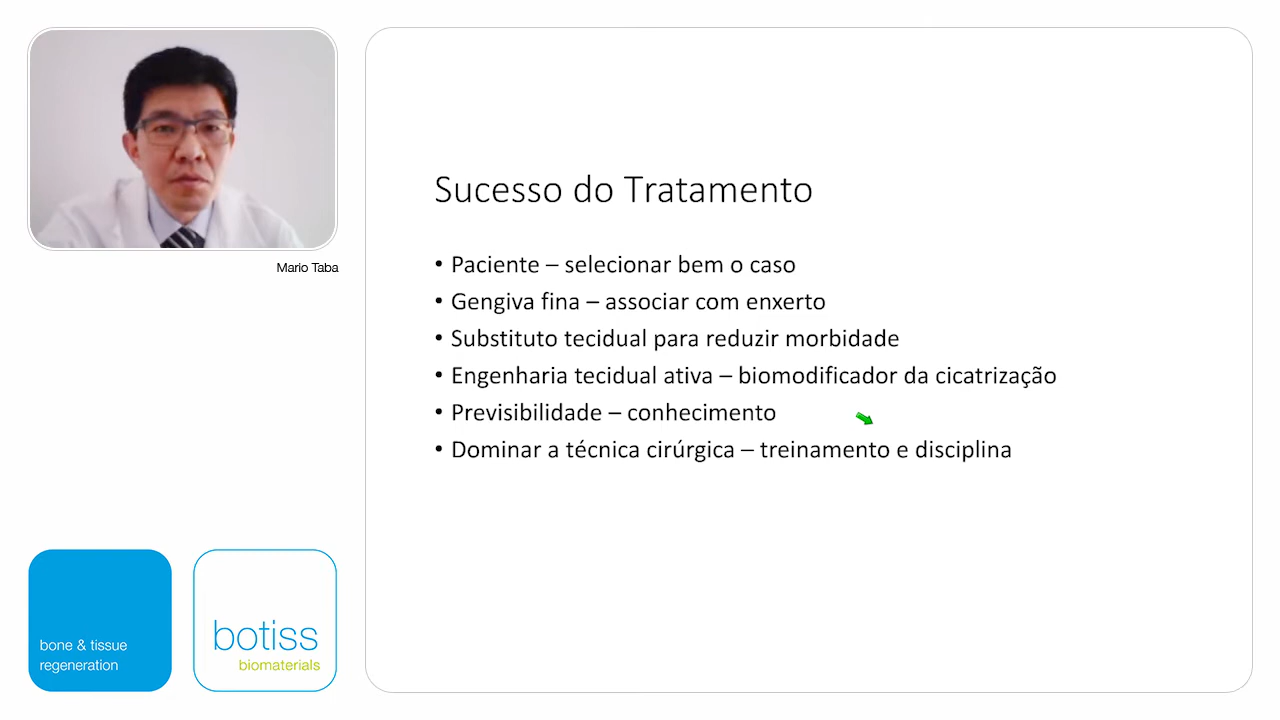 Mario Taba
Sucesso do Tratamento
• Paciente – selecionar bem o caso
• Gengiva fina – associar com enxerto
• Substituto tecidual para reduzir morbidade
• Engenharia tecidual ativa – biomodificador da cicatrização
• Previsibilidade – conhecimento
• Dominar a técnica cirúrgica – treinamento e disciplina
bone & tissue
regeneration
botiss
biomaterials